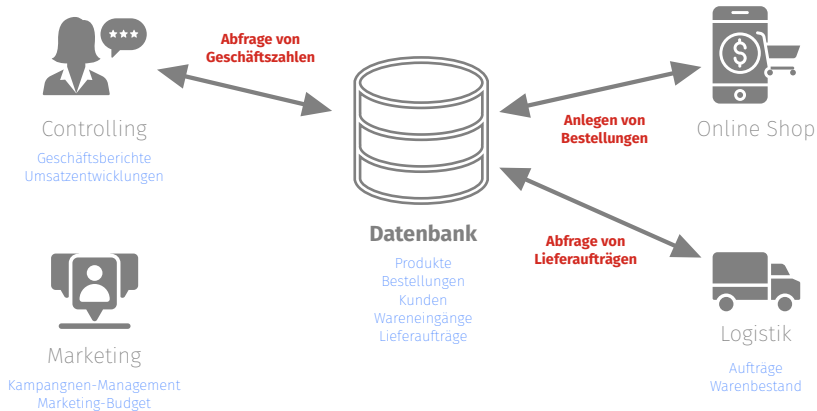 Abfrage von
Geschäftszahlen
Controlling
Geschäftsberichte
Umsatzentwicklungen
Anlegen von
Bestellungen
Online Shop
Datenbank
Produkte
Bestellungen
Kunden
Wareneingänge
Lieferaufträge
Abfrage von
Lieferaufträgen
Marketing
Kampangnen-Management
Marketing-Budget
Logistik
Aufträge
Warenbestand